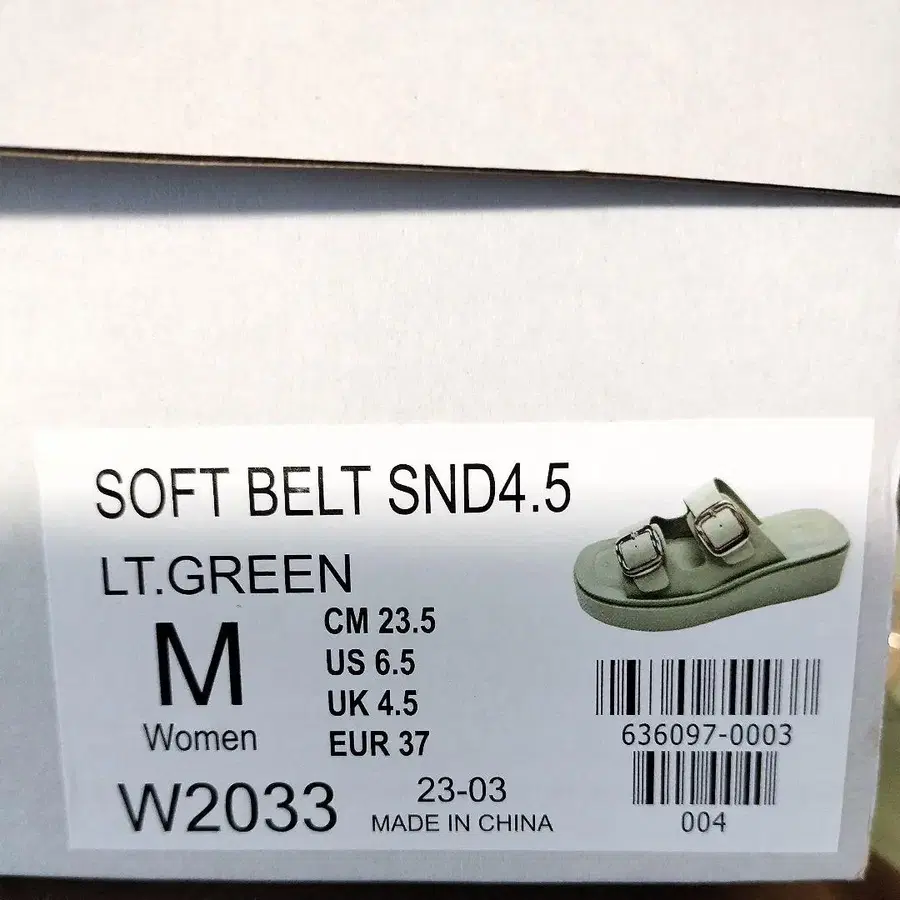 SOFT BELT SND4.5
LT.GREEN
M
Women
CM 23.5
US 6.5
UK 4.5
EUR 37
W2033
23-03
MADE IN CHINA
636097-0003
004